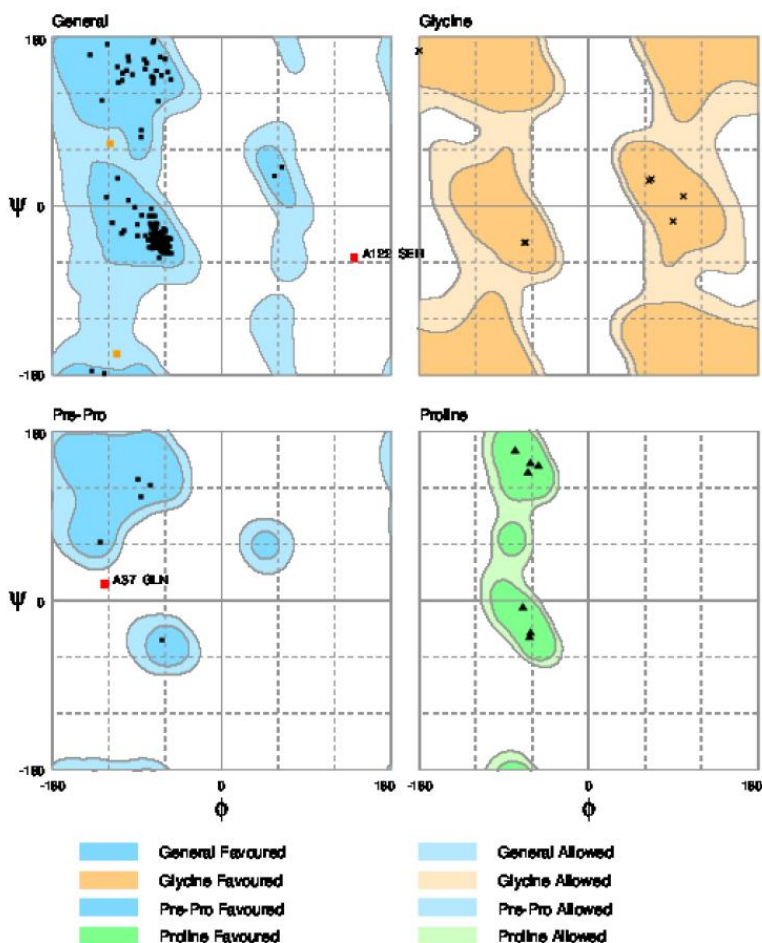 General
Glycine
180
Ψ
0
A122 SER
-180
Pre-Pro
Proline
180
A37 GLN
Ψ
0
-180
-180
0
180
-180
0
180
Φ
Φ
General Favoured
General Allowed
Glycine Favoured
Glycine Allowed
Pre-Pro Favoured
Pre-Pro Allowed
Proline Favoured
Proline Allowed